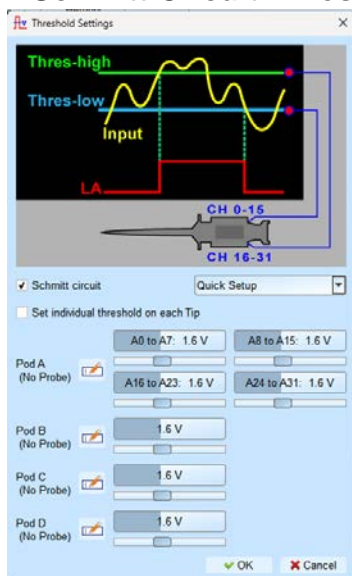 Threshold Settings
Thres-high
Thres-low
Input
LA
CH 0-15
CH 16-31
Schmitt circuit
Quick Setup
Set individual threshold on each Tip
A0 to A7: 1.6 V
A8 to A15: 1.6 V
Pod A
(No Probe)
A16 to A23: 1.6 V
A24 to A31: 1.6 V
Pod B
(No Probe)
1.6 V
Pod C
(No Probe)
1.6 V
Pod D
(No Probe)
1.6 V
OK
Cancel